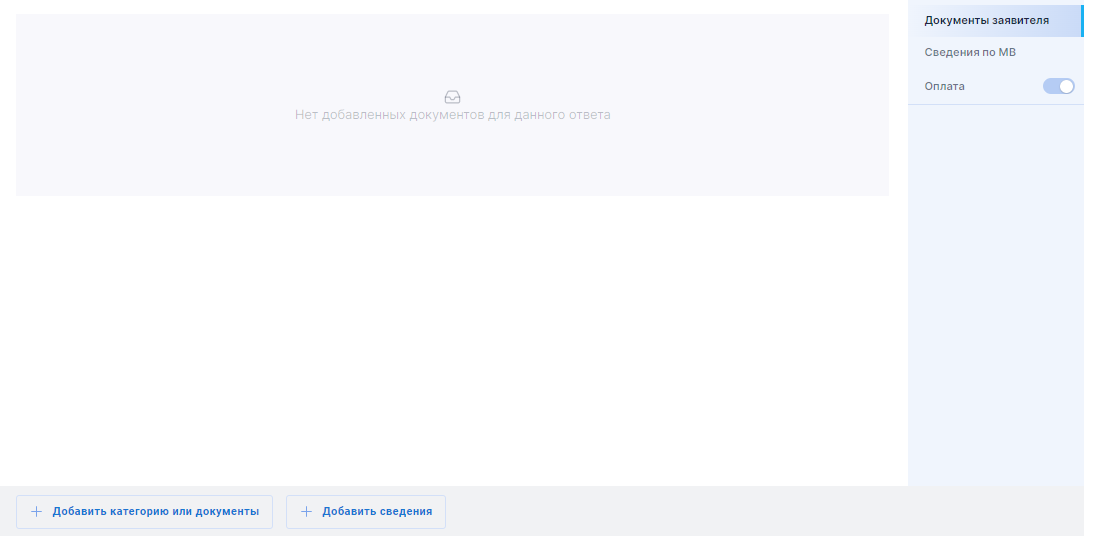 Нет добавленных документов для данного ответа
Документы заявителя
Сведения по МВ
Оплата
Добавить категорию или документы
Добавить сведения